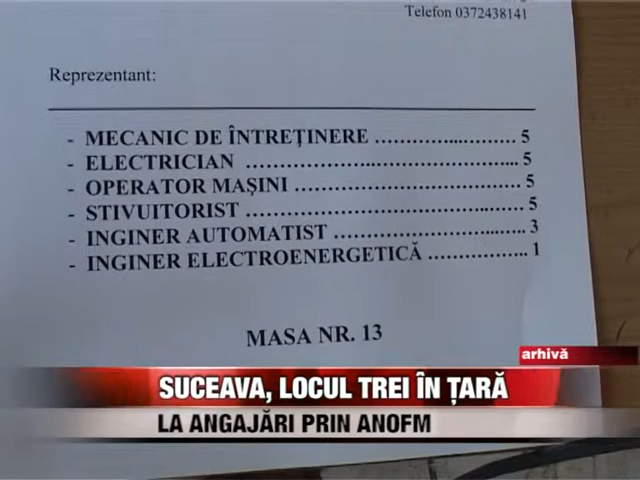 Telefon 0372438141
Reprezentant:
- MECANIC DE ÎNTREȚINERE …………...……… 5
- ELECTRICIAN ………………..………………... 5
- OPERATOR MAȘINI ……………………………… 5
- STIVUITORIST ………………………………..…… 5
- INGINER AUTOMATIST ……………………...….. 3
- INGINER ELECTROENERGETICĂ …………….. 1
MASA NR. 13
arhivă
SUCEAVA, LOCUL TREI ÎN ȚARĂ
LA ANGAJĂRI PRIN ANOFM